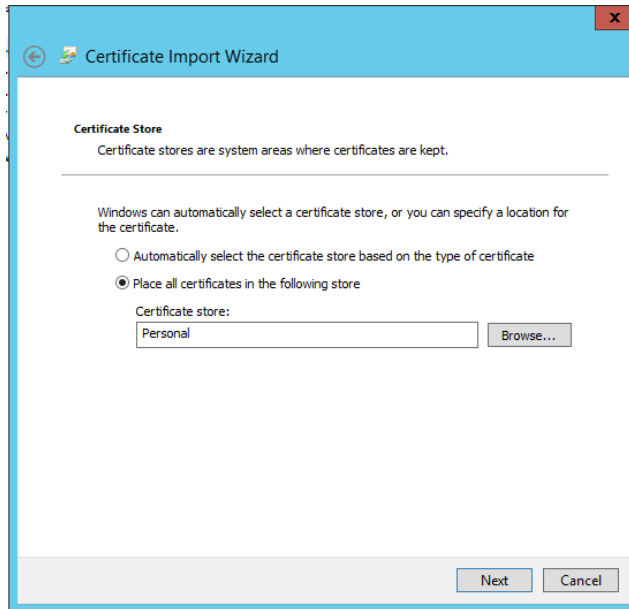 x
Certificate Import Wizard
Certificate Store
Certificate stores are system areas where certificates are kept.
Windows can automatically select a certificate store, or you can specify a location for
the certificate.
Automatically select the certificate store based on the type of certificate
Place all certificates in the following store
Certificate store:
Personal
Browse...
Next
Cancel